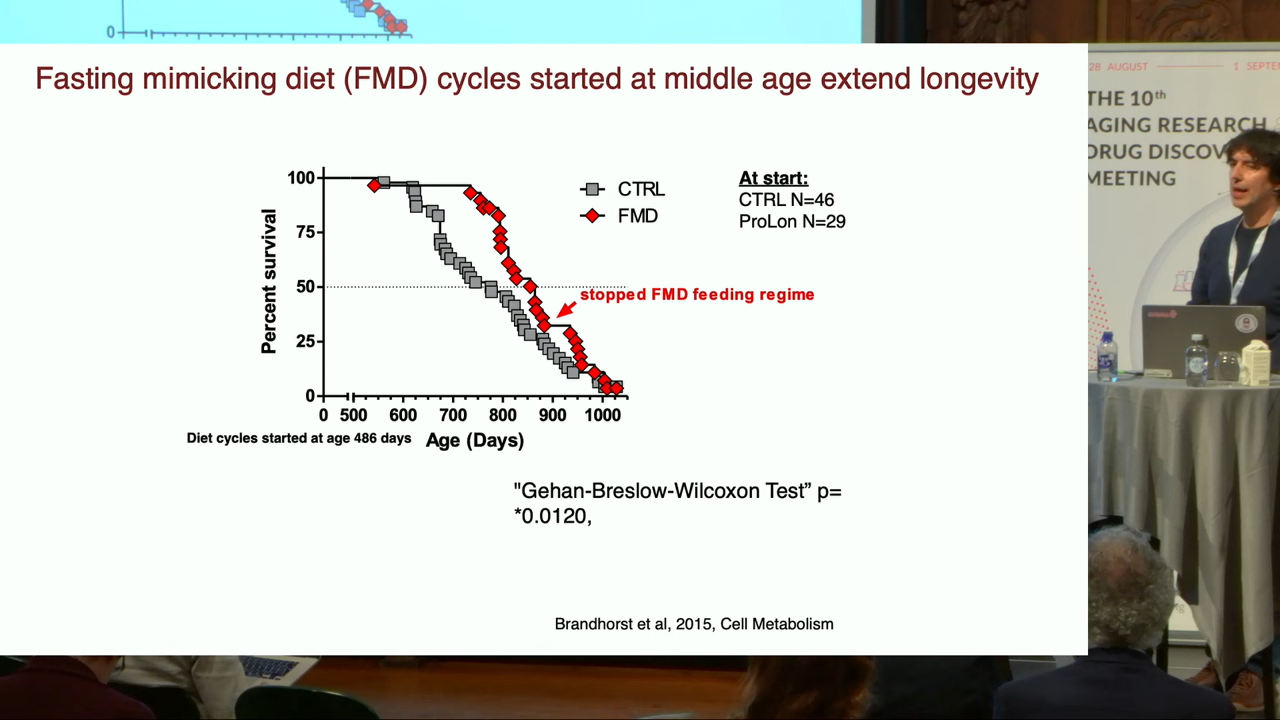 0
Fasting mimicking diet (FMD) cycles started at middle age extend longevity
CTRL
FMD
At start:
CTRL N=46
ProLon N=29
stopped FMD feeding regime
Percent survival
100
75
50
25
0
0 500 600 700 800 900 1000
Diet cycles started at age 486 days
Age (Days)
"Gehan-Breslow-Wilcoxon Test” p=
*0.0120,
Brandhorst et al, 2015, Cell Metabolism
28 AUGUST 1 SEPTE
THE 10th
AGING RESEARCH
DRUG DISCOV
MEETING